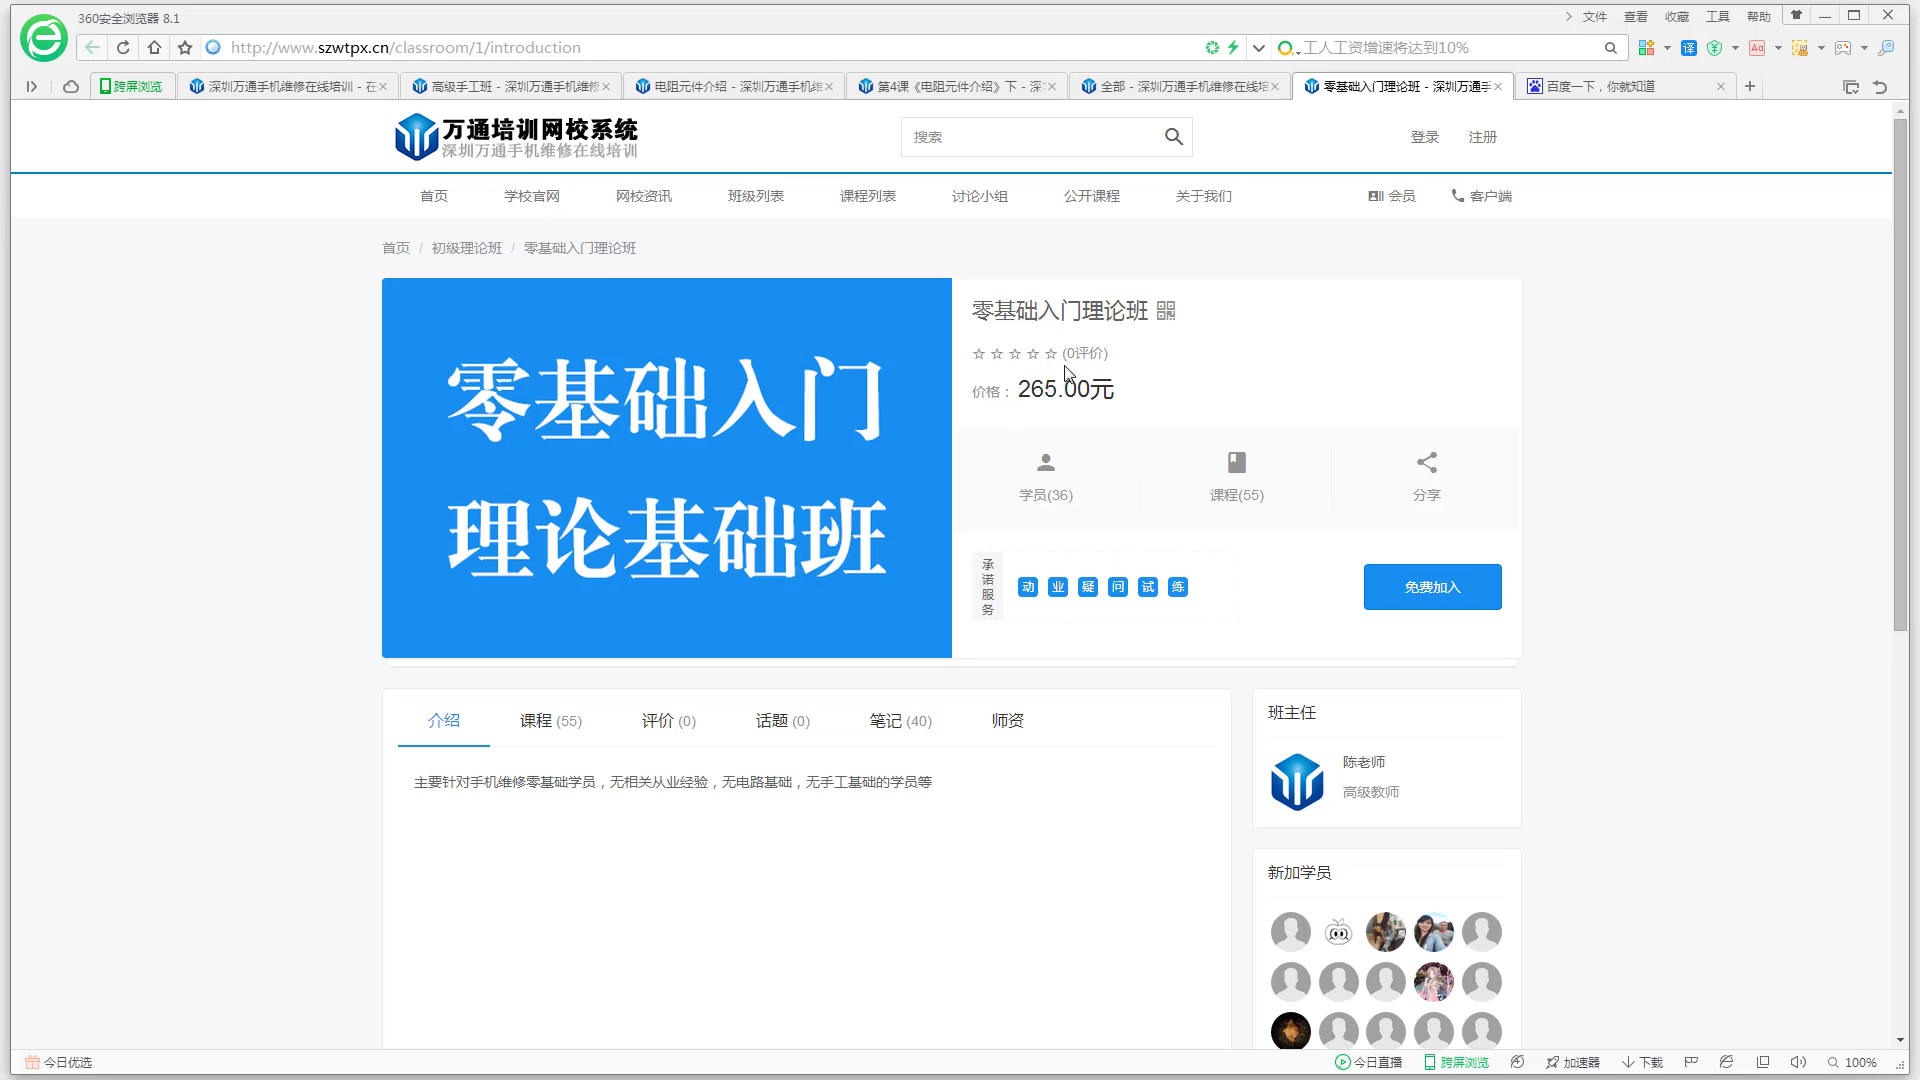 360安全浏览器 8.1
文件 查看 收藏 工具 帮助
http://www.szwtpx.cn/classroom/1/introduction
工人工资增速将达到10%
跨屏浏览
深圳万通手机维修在线培训 - 在
高级手工班 - 深圳万通手机维修
电阻元件介绍 - 深圳万通手机维
第4课《电阻元件介绍》下 - 深
全部 - 深圳万通手机维修在线培
零基础入门理论班 - 深圳万通手
百度一下，你就知道
万通培训网校系统
深圳万通手机维修在线培训
搜索
登录 注册
首页 学校官网 网校资讯 班级列表 课程列表 讨论小组 公开课程 关于我们 会员 客户端
首页 / 初级理论班 / 零基础入门理论班
零基础入门
理论基础班
零基础入门理论班
(0评价)
价格： 265.00元
学员(36) 课程(55) 分享
承诺服务
动 业 疑 问 试 练
免费加入
介绍 课程 (55) 评价 (0) 话题 (0) 笔记 (40) 师资
主要针对手机维修零基础学员，无相关从业经验，无电路基础，无手工基础的学员等
班主任
陈老师
高级教师
新加学员
今日优选
今日直播 跨屏浏览 加速器 下载 100%